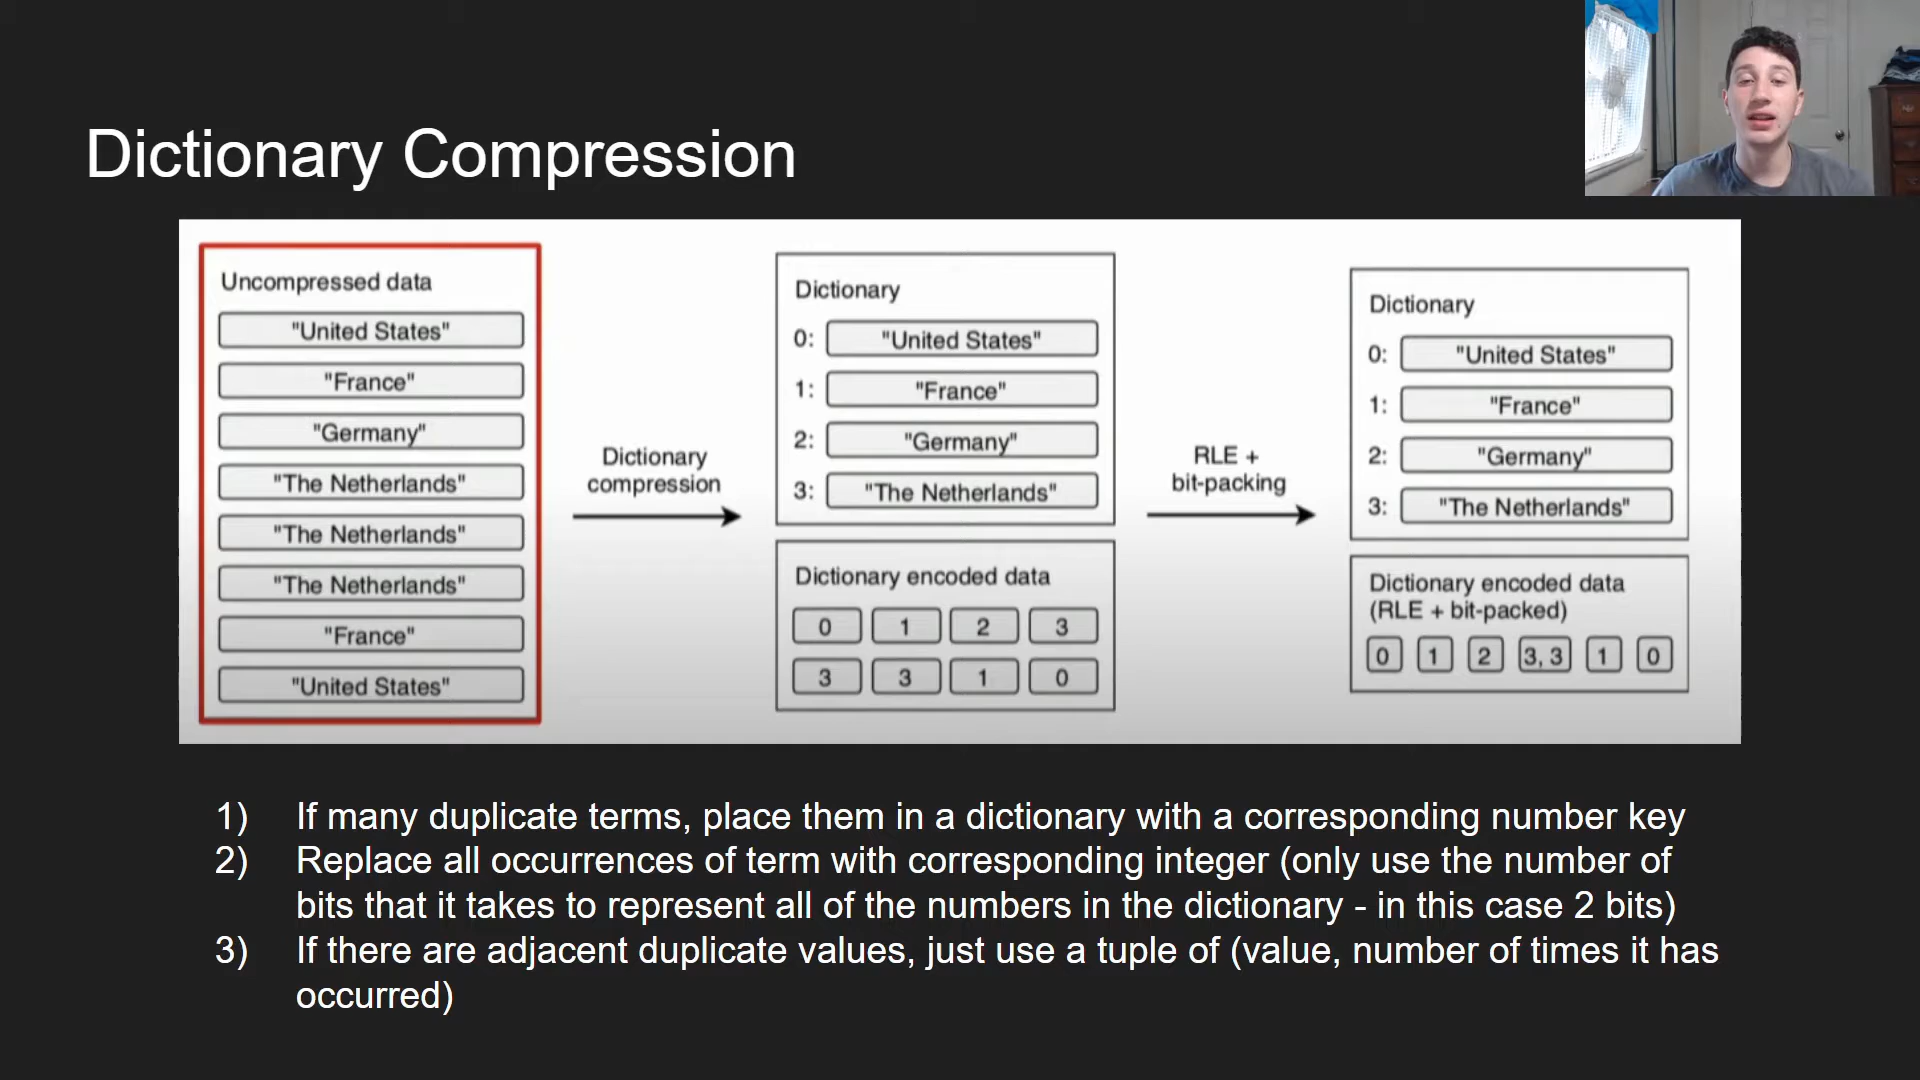 Dictionary Compression
Uncompressed data
"United States"
"France"
"Germany"
"The Netherlands"
"The Netherlands"
"The Netherlands"
"France"
"United States"
Dictionary
compression
Dictionary
0: "United States"
1: "France"
2: "Germany"
3: "The Netherlands"
Dictionary encoded data
0 1 2 3
3 3 1 0
RLE +
bit-packing
Dictionary
0: "United States"
1: "France"
2: "Germany"
3: "The Netherlands"
Dictionary encoded data
(RLE + bit-packed)
0 1 2 3, 3 1 0
1) If many duplicate terms, place them in a dictionary with a corresponding number key
2) Replace all occurrences of term with corresponding integer (only use the number of
bits that it takes to represent all of the numbers in the dictionary - in this case 2 bits)
3) If there are adjacent duplicate values, just use a tuple of (value, number of times it has
occurred)